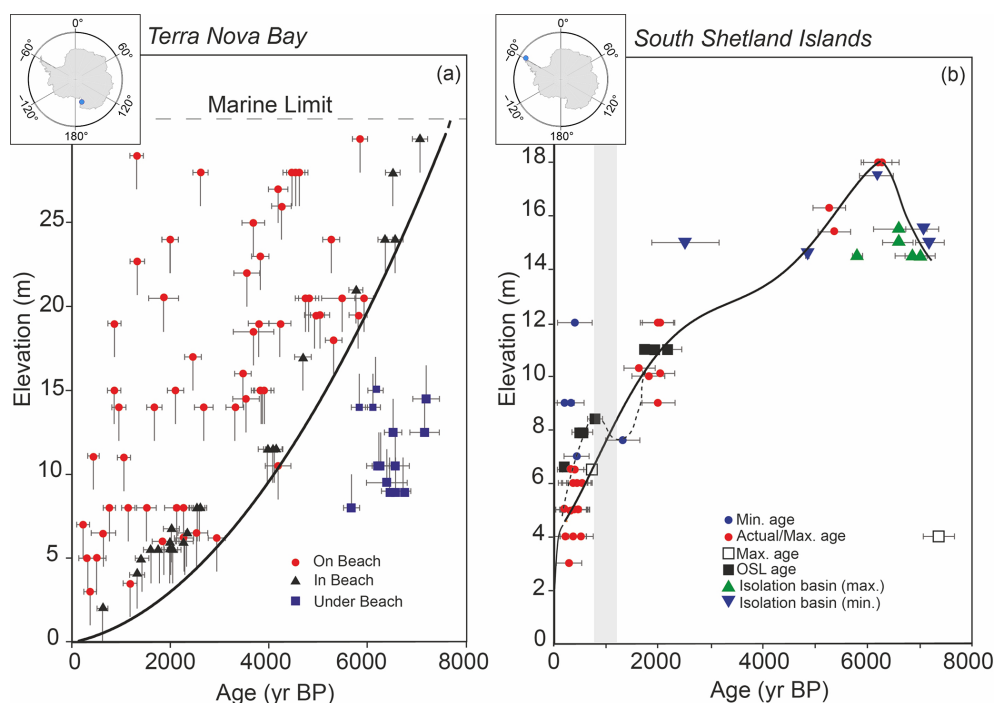 Terra Nova Bay
0°
60°
120°
180°
−120°
−60°
(a)
Marine Limit
Elevation (m)
25
20
15
10
5
0
On Beach
In Beach
Under Beach
0
2000
4000
6000
8000
Age (yr BP)
South Shetland Islands
0°
60°
120°
180°
−120°
−60°
(b)
Elevation (m)
18
16
14
12
10
8
6
4
2
0
Min. age
Actual/Max. age
Max. age
OSL age
Isolation basin (max.)
Isolation basin (min.)
0
2000
4000
6000
8000
Age (yr BP)